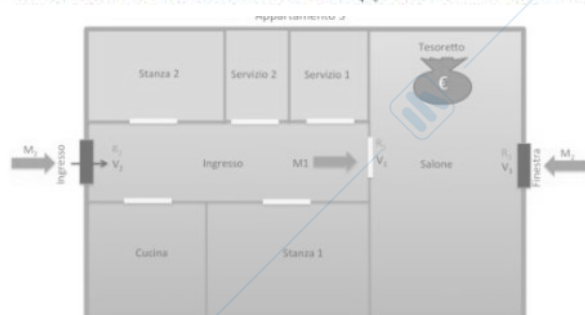 Appartamento 3
Tesoretto
€
Stanza 2
Servizio 2
Servizio 1
M₂
Ingresso
R₂
V₂
Ingresso
M1
V₁
Salone
V₃
Finestra
Cucina
Stanza 1